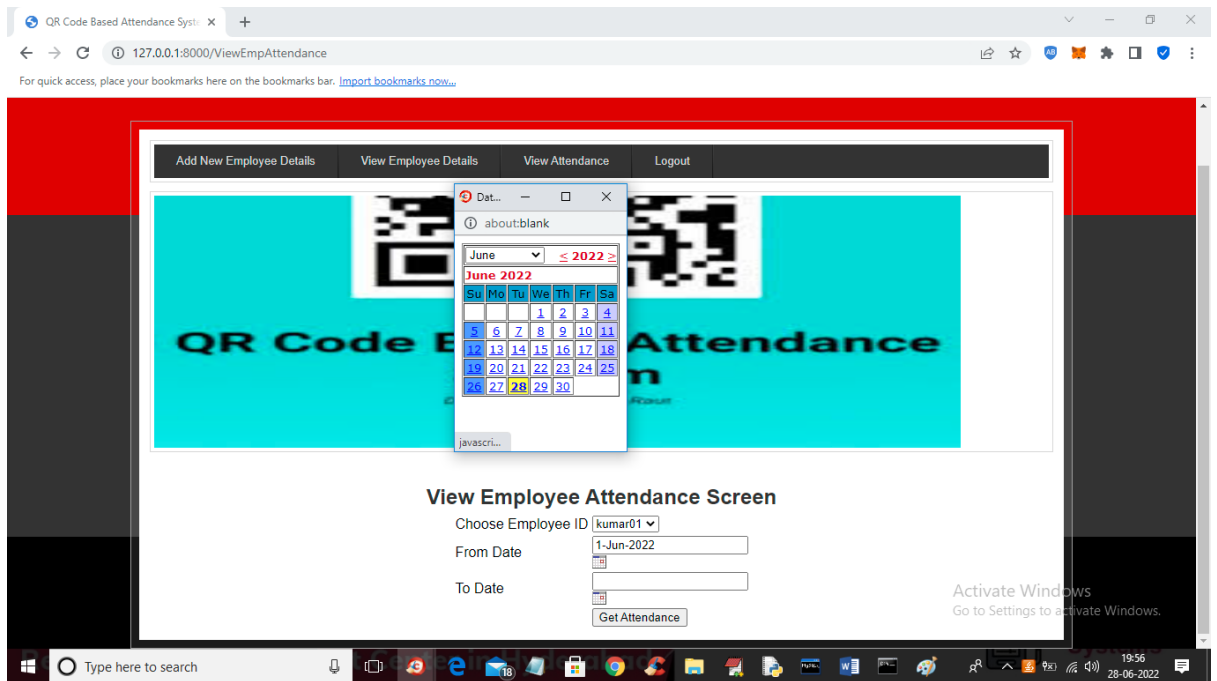 QR Code Based Attendance Syste
127.0.0.1:8000/ViewEmpAttendance
For quick access, place your bookmarks here on the bookmarks bar. Import bookmarks now...
Add New Employee Details View Employee Details View Attendance Logout
Dat...
about:blank
June < 2022 >
June 2022
Su Mo Tu We Th Fr Sa
1 2 3 4
5 6 7 8 9 10 11
12 13 14 15 16 17 18
19 20 21 22 23 24 25
26 27 28 29 30
javascri...
QR Code Attendance
View Employee Attendance Screen
Choose Employee ID kumar01
From Date 1-Jun-2022
To Date
Get Attendance
Activate Windows
Go to Settings to activate Windows.
Systems
Type here to search
18
19:56
28-06-2022